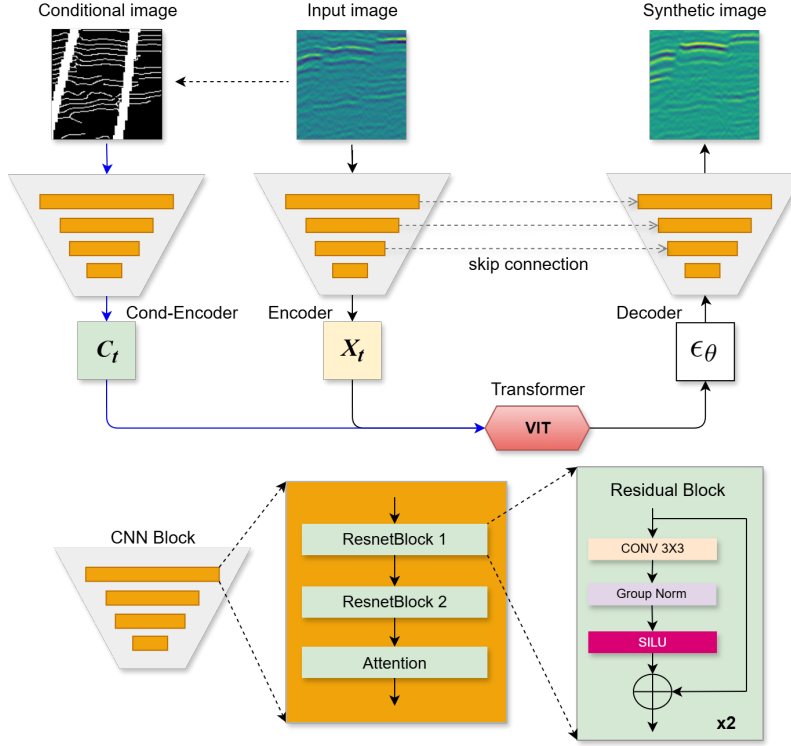 Conditional image
Input image
Synthetic image
skip connection
Cond-Encoder
Encoder
Decoder
C_t
X_t
ϵ_θ
Transformer
VIT
CNN Block
ResnetBlock 1
ResnetBlock 2
Attention
Residual Block
CONV 3X3
Group Norm
SILU
x2